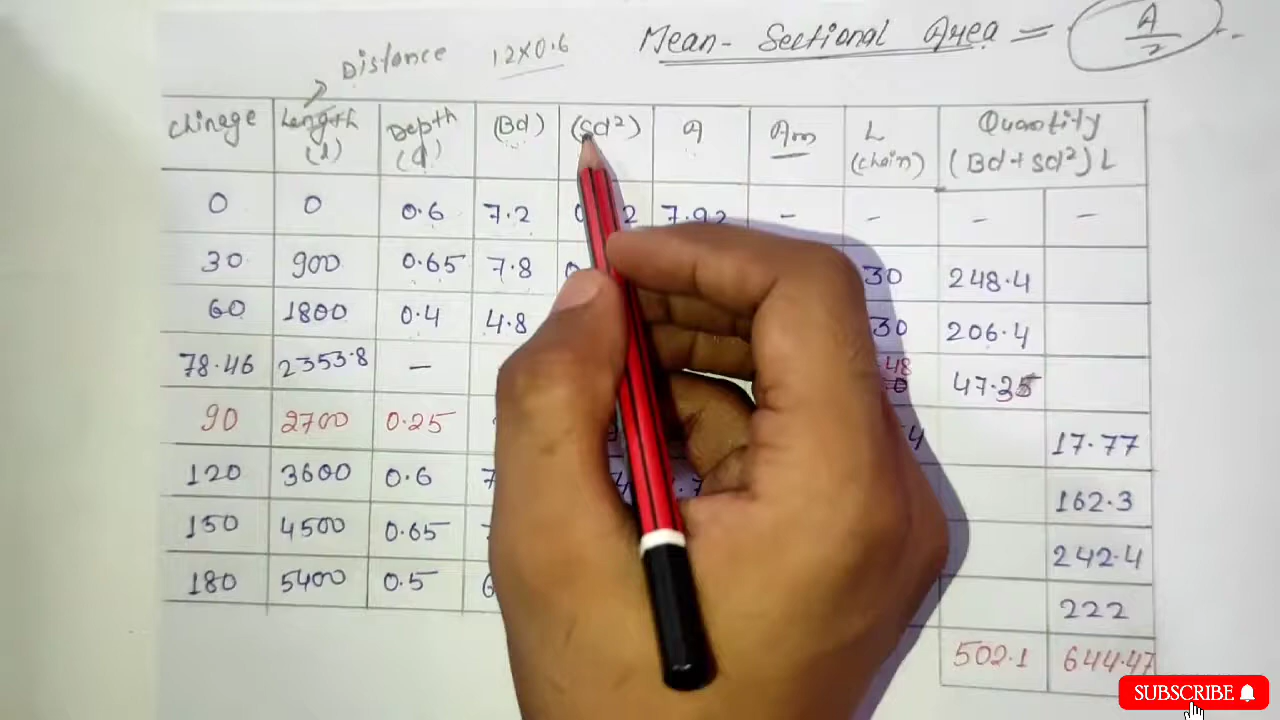 Mean-Sectional Area = A/2
Distance 12×0.6
Chinage Length (l) Depth (d) (Bd) (Sd²) A Am L (chain) Quantity (Bd+Sd²) L
0 0 0.6 7.2 7.92 - - - -
30 900 0.65 7.8 30 248.4
60 1800 0.4 4.8 30 206.4
78.46 2353.8 - 47.35
90 2700 0.25 17.77
120 3600 0.6 162.3
150 4500 0.65 242.4
180 5400 0.5 222
502.1 644.47
SUBSCRIBE